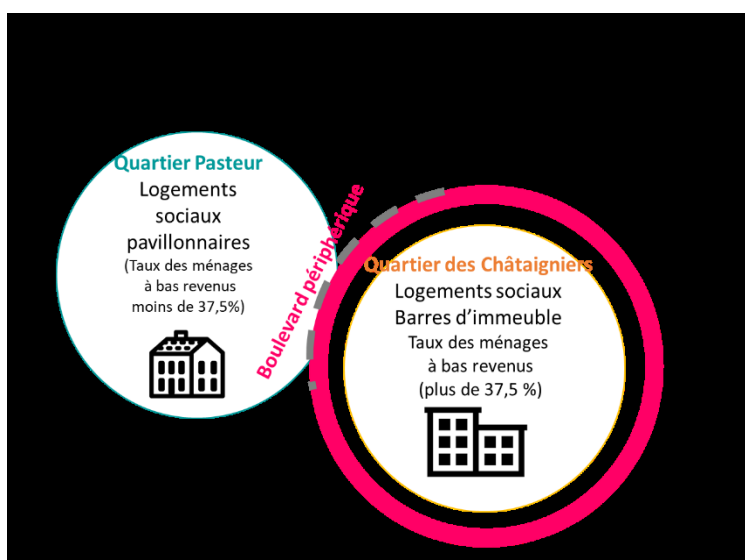 Quartier Pasteur
Logements
sociaux
pavillonnaires
(Taux des ménages
à bas revenus
moins de 37,5%)
Boulevard périphérique
Quartier des Châtaigniers
Logements sociaux
Barres d’immeuble
Taux des ménages
à bas revenus
(plus de 37,5 %)